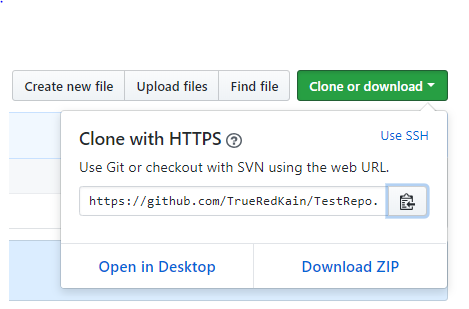 Create new file Upload files Find file Clone or download
Clone with HTTPS ? Use SSH
Use Git or checkout with SVN using the web URL.
https://github.com/TrueRedKain/TestRepo.
Open in Desktop Download ZIP